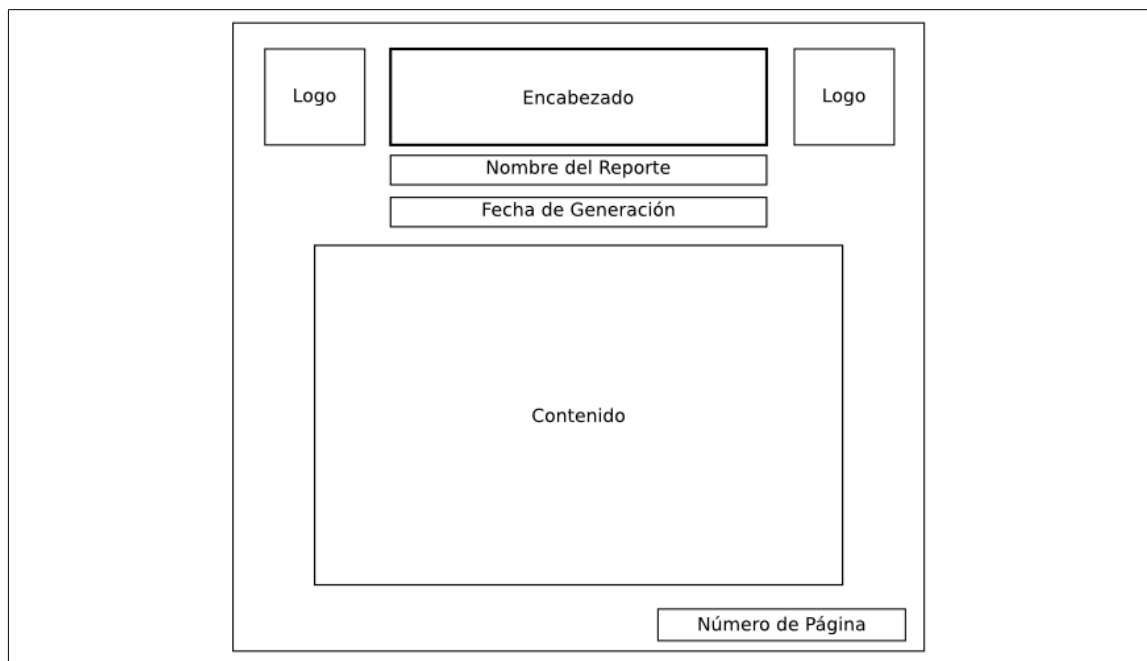 Logo
Encabezado
Logo
Nombre del Reporte
Fecha de Generación
Contenido
Número de Página